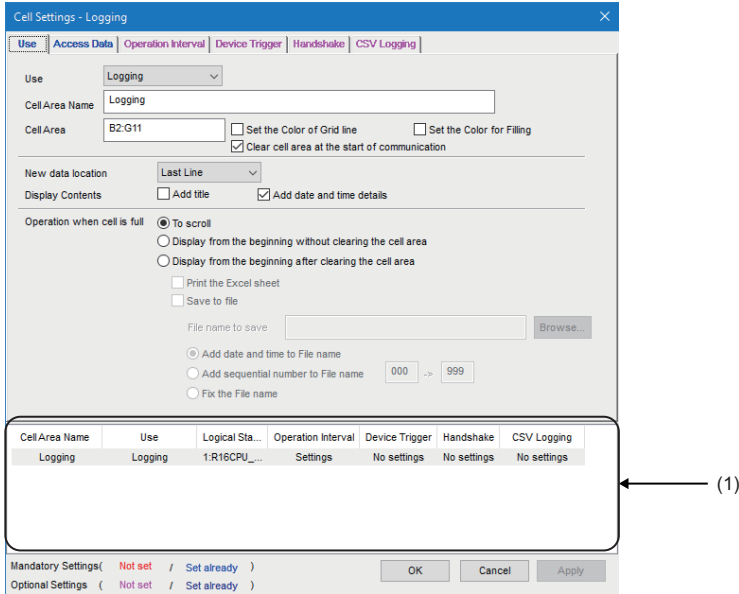 Cell Settings - Logging
Use Access Data Operation Interval Device Trigger Handshake CSV Logging
Use Logging
Cell Area Name Logging
Cell Area B2:G11 Set the Color of Grid line Set the Color for Filling
Clear cell area at the start of communication
New data location Last Line
Display Contents Add title Add date and time details
Operation when cell is full To scroll
Display from the beginning without clearing the cell area
Display from the beginning after clearing the cell area
Print the Excel sheet
Save to file
File name to save Browse...
Add date and time to File name
Add sequential number to File name 000 -> 999
Fix the File name
Cell Area Name Use Logical Sta... Operation Interval Device Trigger Handshake CSV Logging
Logging Logging 1:R16CPU_... Settings No settings No settings No settings
(1)
Mandatory Settings( Not set / Set already )
Optional Settings ( Not set / Set already )
OK Cancel Apply